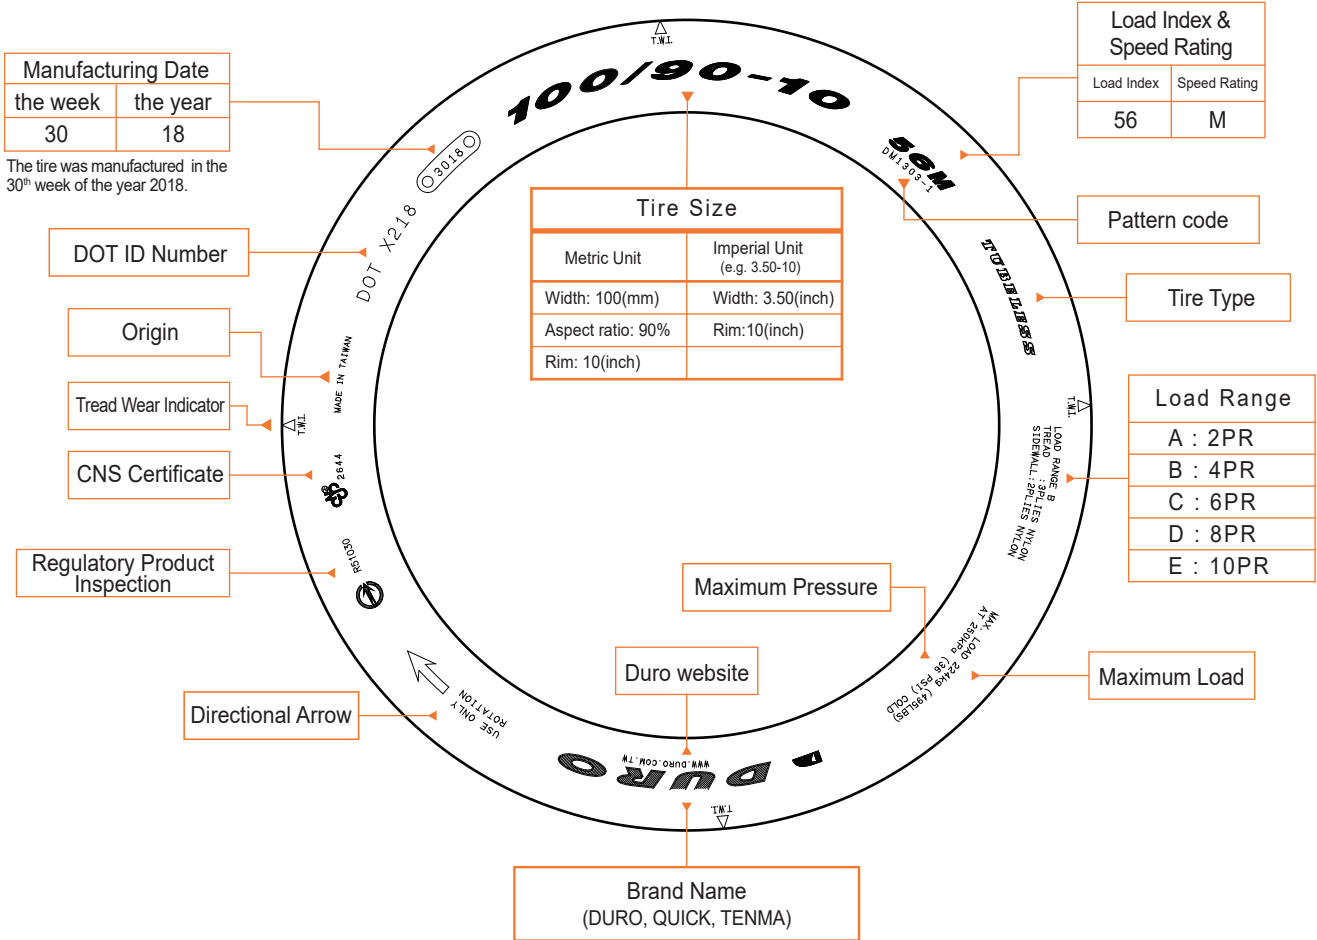 Manufacturing Date
the week the year
30 18
The tire was manufactured in the
30th week of the year 2018.
DOT ID Number
Origin
Tread Wear Indicator
CNS Certificate
Regulatory Product
Inspection
Directional Arrow
T.W.I.
100/90-10
3018
DOT X218
MADE IN TAIWAN
T.W.I.
CNS
2644
R51030
USE ONLY
ROTATION
Tire Size
Metric Unit Imperial Unit
(e.g. 3.50-10)
Width: 100(mm) Width: 3.50(inch)
Aspect ratio: 90% Rim:10(inch)
Rim: 10(inch)
56M
DM1303-1
TUBELESS
T.W.I.
LOAD RANGE B
TREAD :3PLIES NYLON
SIDEWALL:2PLIES NYLON
MAX. LOAD 224kg (495LBS)
AT 250kPa (36 PSI) COLD
Maximum Pressure
Duro website
WWW.DURO.COM.TW
DURO
T.W.I.
Brand Name
(DURO, QUICK, TENMA)
Load Index &
Speed Rating
Load Index Speed Rating
56 M
Pattern code
Tire Type
Load Range
A : 2PR
B : 4PR
C : 6PR
D : 8PR
E : 10PR
Maximum Load